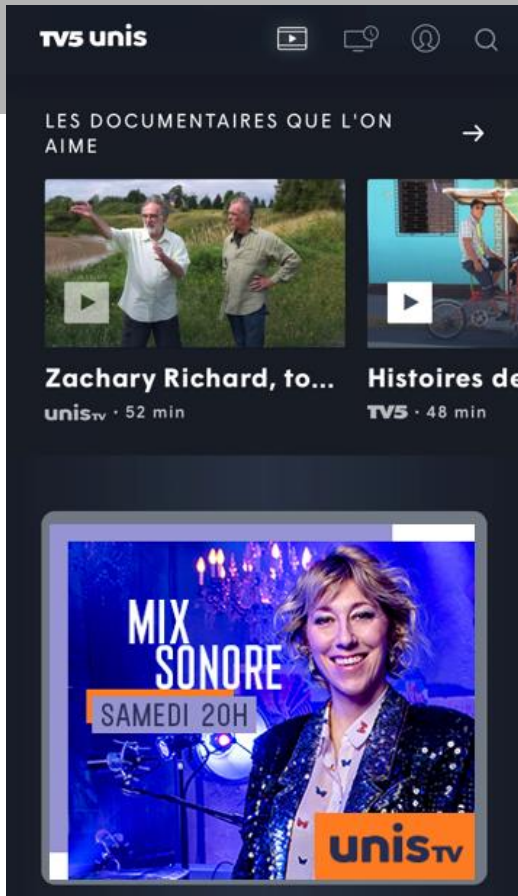 TV5 unis
LES DOCUMENTAIRES QUE L'ON
AIME
Zachary Richard, to...
unis TV · 52 min
Histoires de
TV5 · 48 min
MIX
SONORE
SAMEDI 20H
unis TV